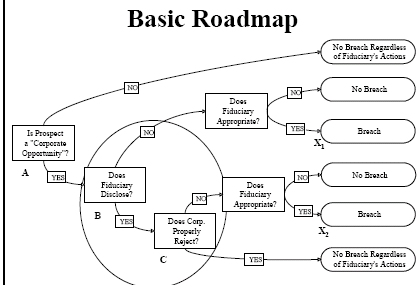 Basic Roadmap
No Breach Regardless
of Fiduciary's Actions
NO
Does
Fiduciary
Appropriate?
NO
No Breach
YES
Breach
X1
Is Prospect
a "Corporate
Opportunity"?
A
YES
NO
Does
Fiduciary
Disclose?
B
YES
Does Corp.
Properly
Reject?
C
NO
Does
Fiduciary
Appropriate?
NO
No Breach
YES
Breach
X2
YES
No Breach Regardless
of Fiduciary's Actions